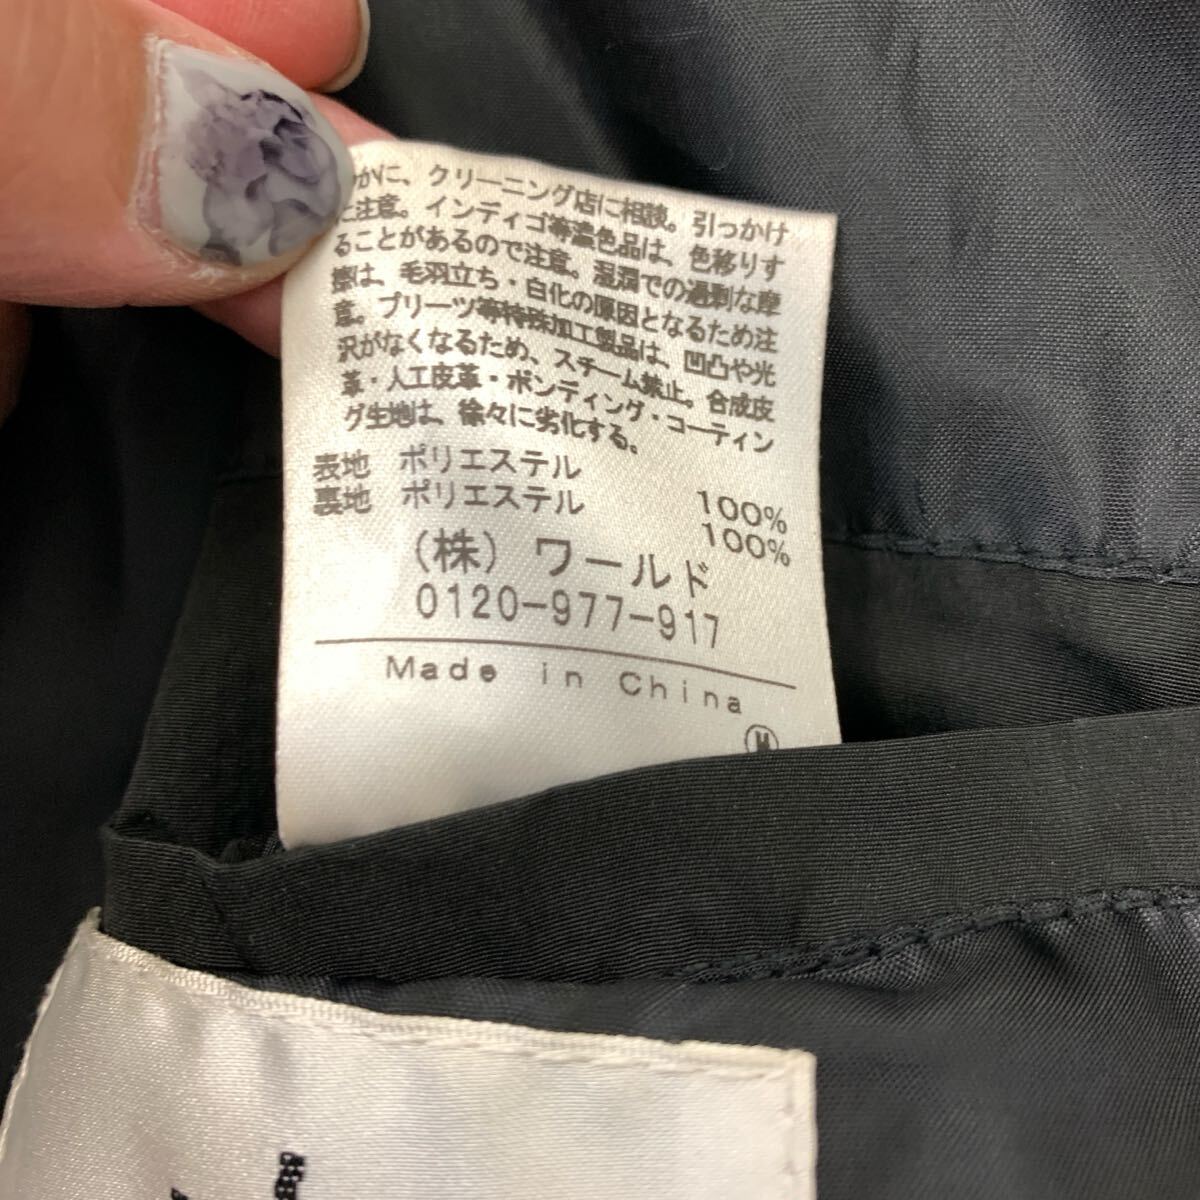 かに、クリーニング店に相談。引っかけ
に注意。インディゴ等濃色品は、色移りす
ることがあるので注意。湿潤での過剰な摩
擦は、毛羽立ち・白化の原因となるため注
意。プリーツ等特殊加工製品は、凹凸や光
沢がなくなるため、スチーム禁止。合成皮
革・人工皮革・ボンディング・コーティン
グ生地は、徐々に劣化する。
表地 ポリエステル 100%
裏地 ポリエステル 100%
(株) ワールド
0120-977-917
Made in China
M